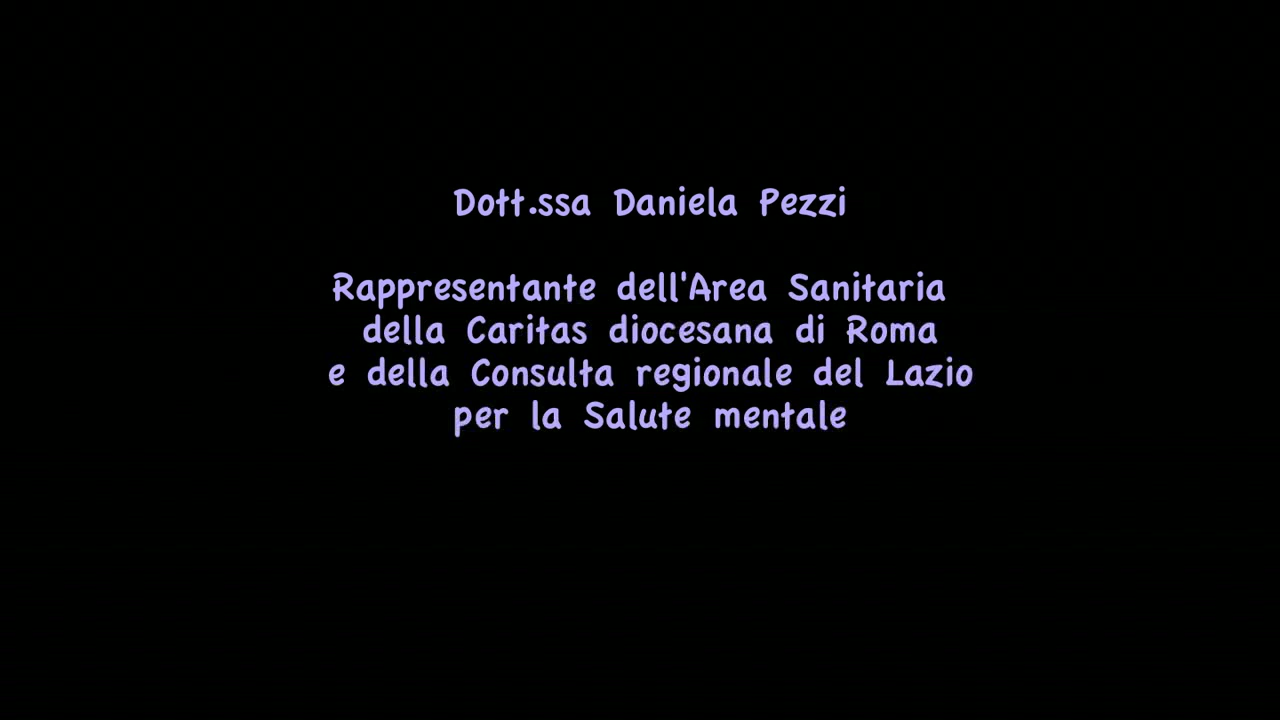 Dott.ssa Daniela Pezzi
Rappresentante dell'Area Sanitaria
della Caritas diocesana di Roma
e della Consulta regionale del Lazio
per la Salute mentale